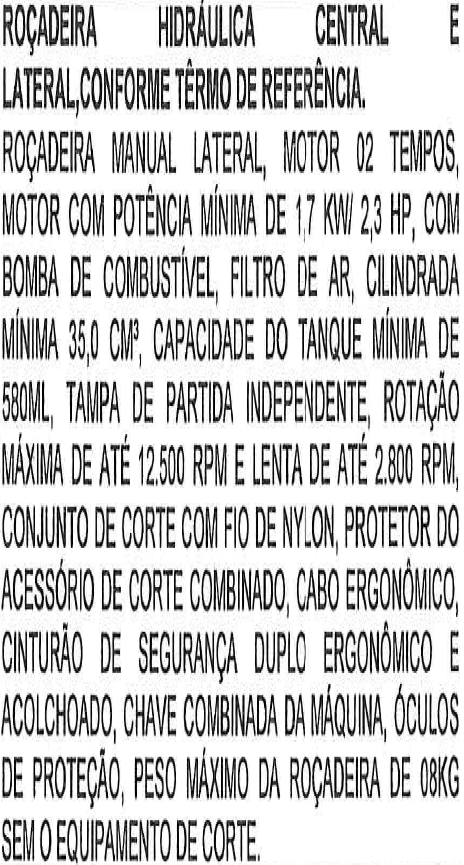 ROÇADEIRA HIDRÁULICA CENTRAL E
LATERAL,CONFORME TÊRMO DE REFERÊNCIA.
ROÇADEIRA MANUAL LATERAL, MOTOR 02 TEMPOS,
MOTOR COM POTÊNCIA MÍNIMA DE 1,7 KW/ 2,3 HP, COM
BOMBA DE COMBUSTÍVEL, FILTRO DE AR, CILINDRADA
MÍNIMA 35,0 CM³, CAPACIDADE DO TANQUE MÍNIMA DE
580ML, TAMPA DE PARTIDA INDEPENDENTE, ROTAÇÃO
MÁXIMA DE ATÉ 12.500 RPM E LENTA DE ATÉ 2.800 RPM,
CONJUNTO DE CORTE COM FIO DE NYLON, PROTETOR DO
ACESSÓRIO DE CORTE COMBINADO, CABO ERGONÔMICO,
CINTURÃO DE SEGURANÇA DUPLO ERGONÔMICO E
ACOLCHOADO, CHAVE COMBINADA DA MÁQUINA, ÓCULOS
DE PROTEÇÃO, PESO MÁXIMO DA ROÇADEIRA DE 08KG
SEM O EQUIPAMENTO DE CORTE.